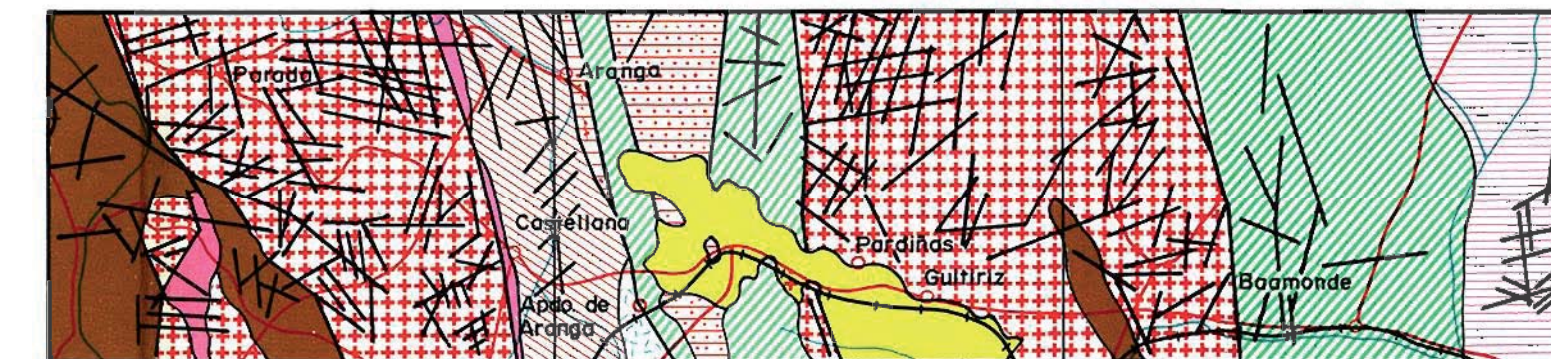 Parada
Aranga
Castellana
Pardiñas
Guitiriz
Baamonde
Apdo. de
Aranga